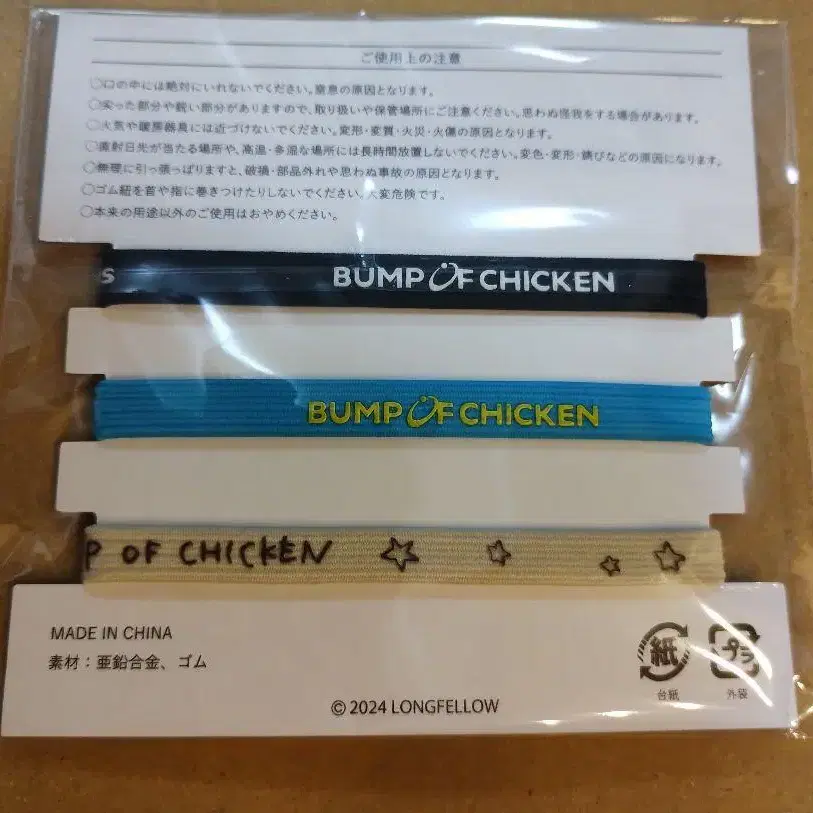 ご使用上の注意
○口の中には絶対にいれないでください。窒息の原因となります。
○尖った部分や鋭い部分がありますので、取り扱いや保管場所にご注意ください。思わぬ怪我をする場合があります。
○火気や暖房器具には近づけないでください。変形・変質・火災・火傷の原因となります。
○直射日光が当たる場所や、高温・多湿な場所には長時間放置しないでください。変色・変形・錆びなどの原因になります。
○無理に引っ張っぱりますと、破損・部品外れや思わぬ事故の原因となります。
○ゴム紐を首や指に巻きつけたりしないでください。大変危険です。
○本来の用途以外のご使用はおやめください。
S BUMP OF CHICKEN
BUMP OF CHICKEN
P OF CHICKEN
MADE IN CHINA
素材：亜鉛合金、ゴム
紙
プラ
台紙
外袋
© 2024 LONGFELLOW